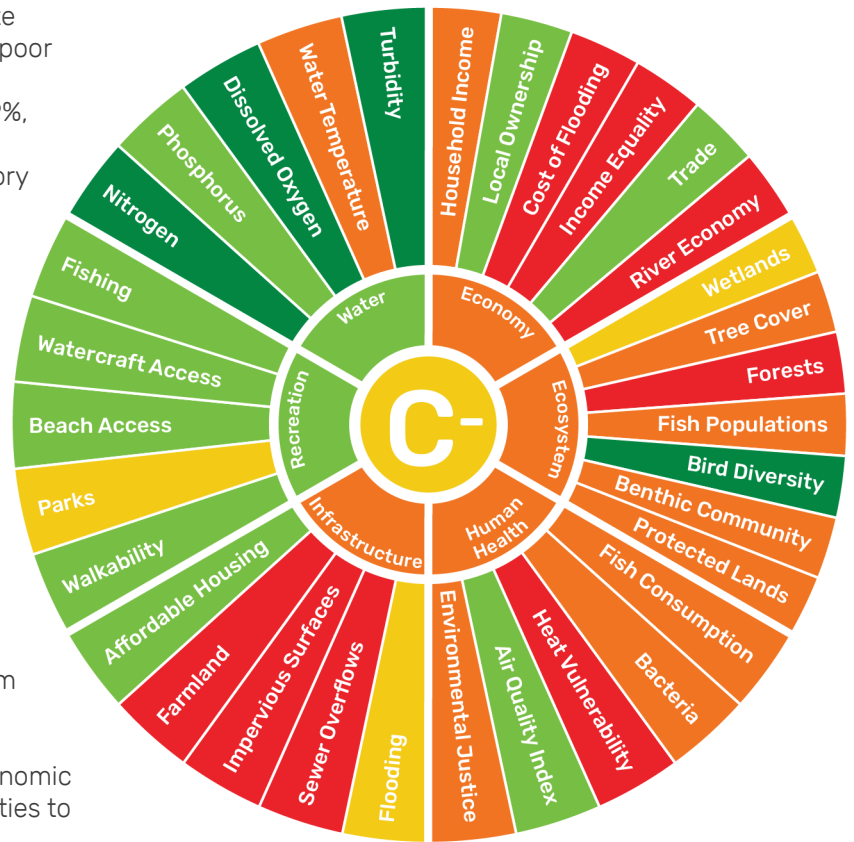 poor
%,
m
nomic
ties to
Turbidity
Household Income
Local Ownership
Cost of Flooding
Income Equality
Trade
River Economy
Wetlands
Tree Cover
Forests
Fish Populations
Bird Diversity
Benthic Community
Protected Lands
Fish Consumption
Bacteria
Heat Vulnerability
Air Quality Index
Environmental Justice
Flooding
Sewer Overflows
Impervious Surfaces
Farmland
Affordable Housing
Walkability
Parks
Beach Access
Watercraft Access
Fishing
Nitrogen
Phosphorus
Dissolved Oxygen
Water Temperature
Water
Economy
Ecosystem
Human
Health
Infrastructure
Recreation
C-